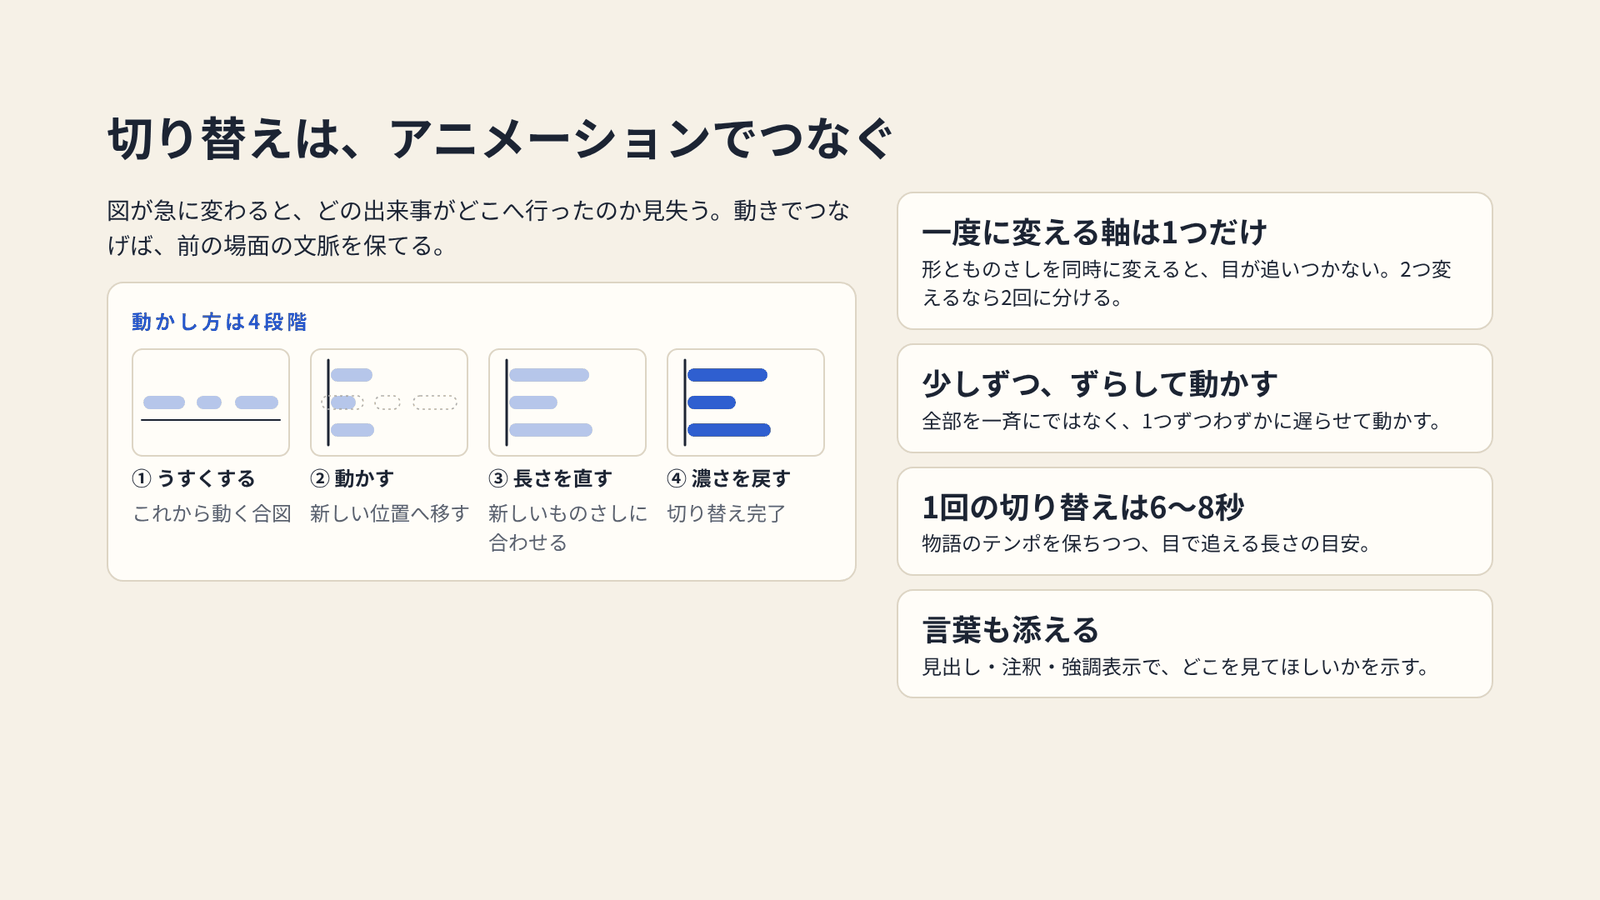 切り替えは、アニメーションでつなぐ
図が急に変わると、どの出来事がどこへ行ったのか見失う。動きでつな
げば、前の場面の文脈を保てる。
動かし方は4段階
① うすくする
これから動く合図
② 動かす
新しい位置へ移す
③ 長さを直す
新しいものさしに
合わせる
④ 濃さを戻す
切り替え完了
一度に変える軸は1つだけ
形とものさしを同時に変えると、目が追いつかない。2つ変
えるなら2回に分ける。
少しずつ、ずらして動かす
全部を一斉にではなく、1つずつわずかに遅らせて動かす。
1回の切り替えは6〜8秒
物語のテンポを保ちつつ、目で追える長さの目安。
言葉も添える
見出し・注釈・強調表示で、どこを見てほしいかを示す。